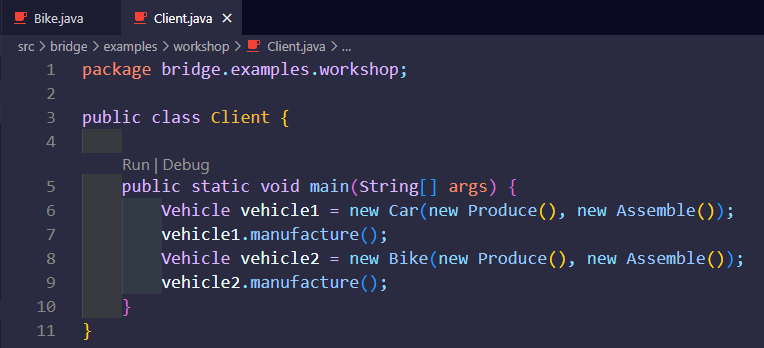 Bike.java Client.java ×
src > bridge > examples > workshop > Client.java > ...
1 package bridge.examples.workshop;
2
3 public class Client {
4
Run | Debug
5 public static void main(String[] args) {
6 Vehicle vehicle1 = new Car(new Produce(), new Assemble());
7 vehicle1.manufacture();
8 Vehicle vehicle2 = new Bike(new Produce(), new Assemble());
9 vehicle2.manufacture();
10 }
11 }